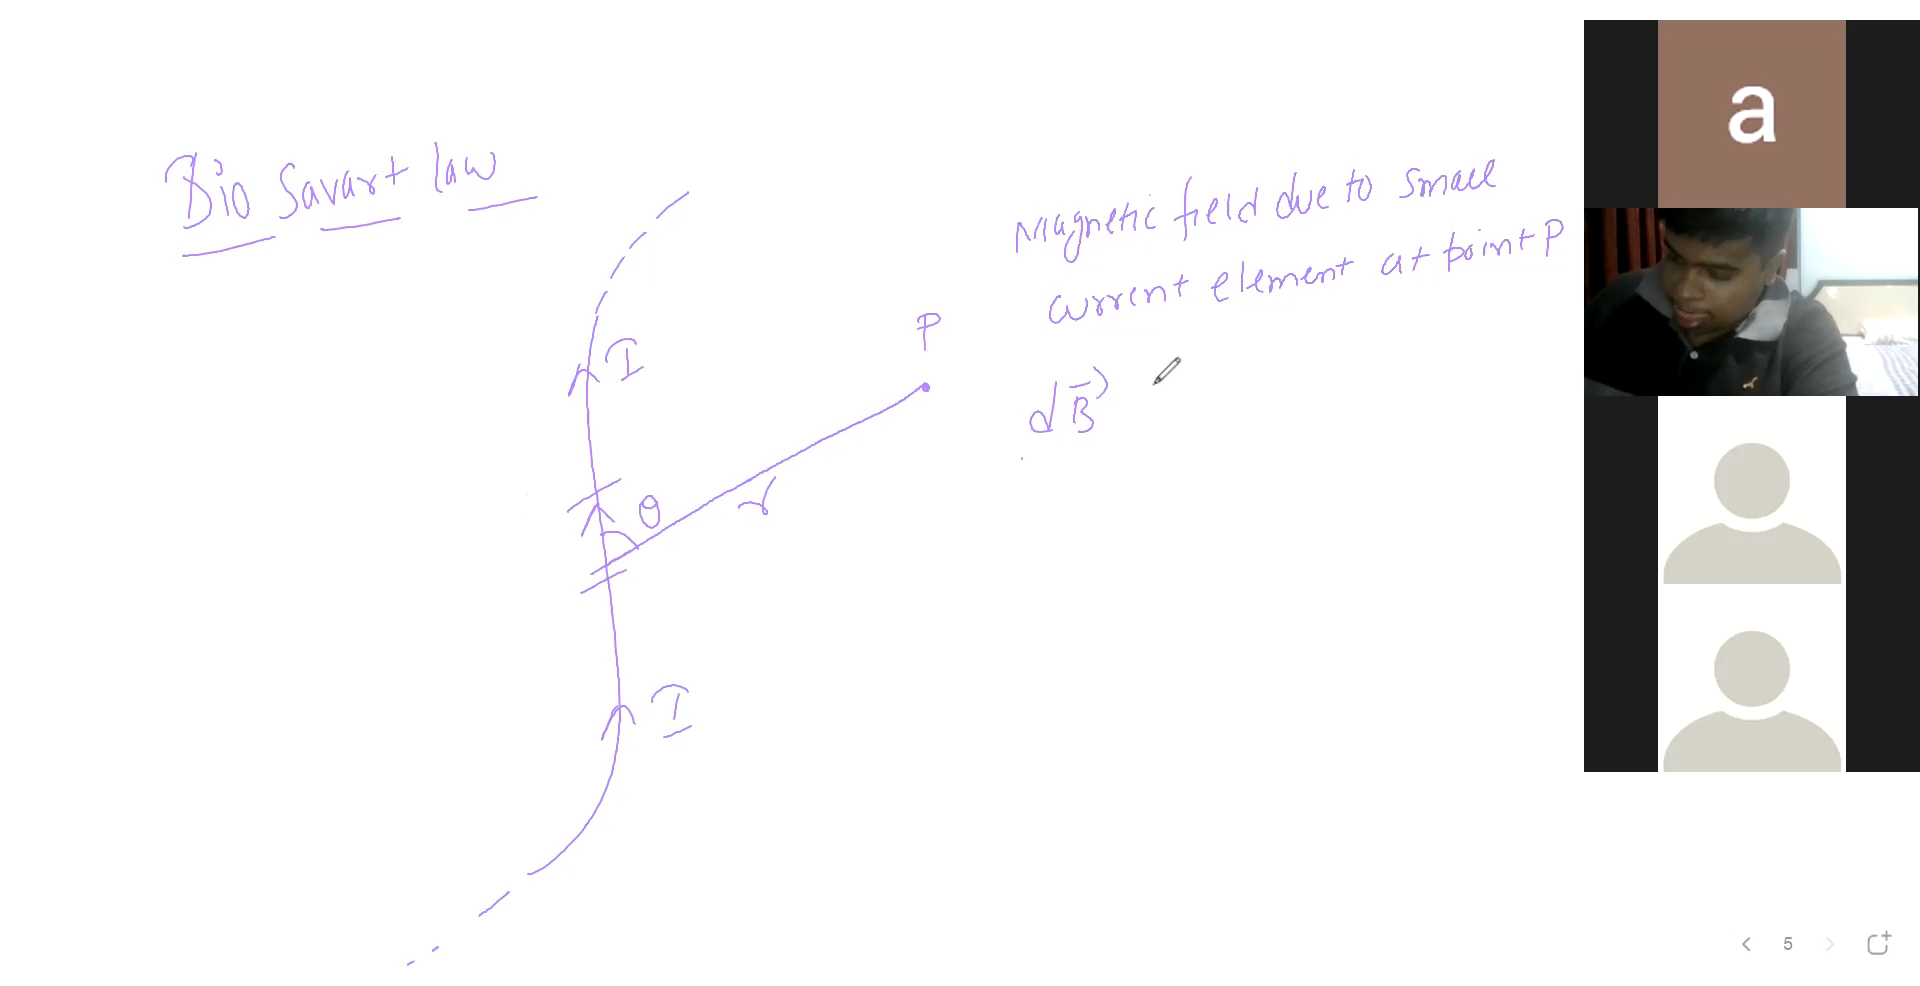 Bio Savart law
Magnetic field due to small
current element at point P
P
I
dB⃗
θ
r
I
a
5